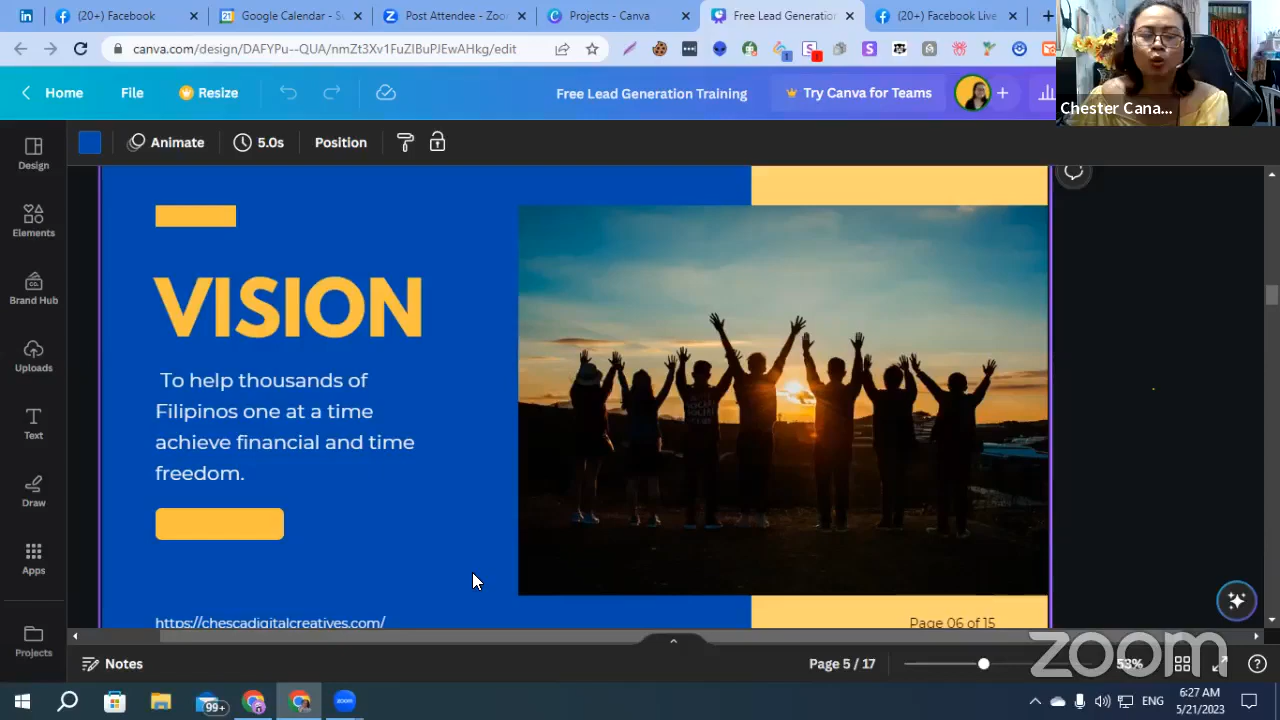 (20+) Facebook
Google Calendar - S
Post Attendee - Zoo
Projects - Canva
Free Lead Generation
(20+) Facebook Live
canva.com/design/DAFYPu--QUA/nmZt3Xv1FuZIBuPJEwAHkg/edit
Home
File
Resize
Free Lead Generation Training
Try Canva for Teams
Chester Cana...
Animate
5.0s
Position
Design
Elements
Brand Hub
Uploads
Text
Draw
Apps
Projects
VISION
To help thousands of
Filipinos one at a time
achieve financial and time
freedom.
https://chescadigitalcreatives.com/
Page 06 of 15
Notes
Page 5 / 17
53%
zoom
99+
zoom
ENG
6:27 AM
5/21/2023